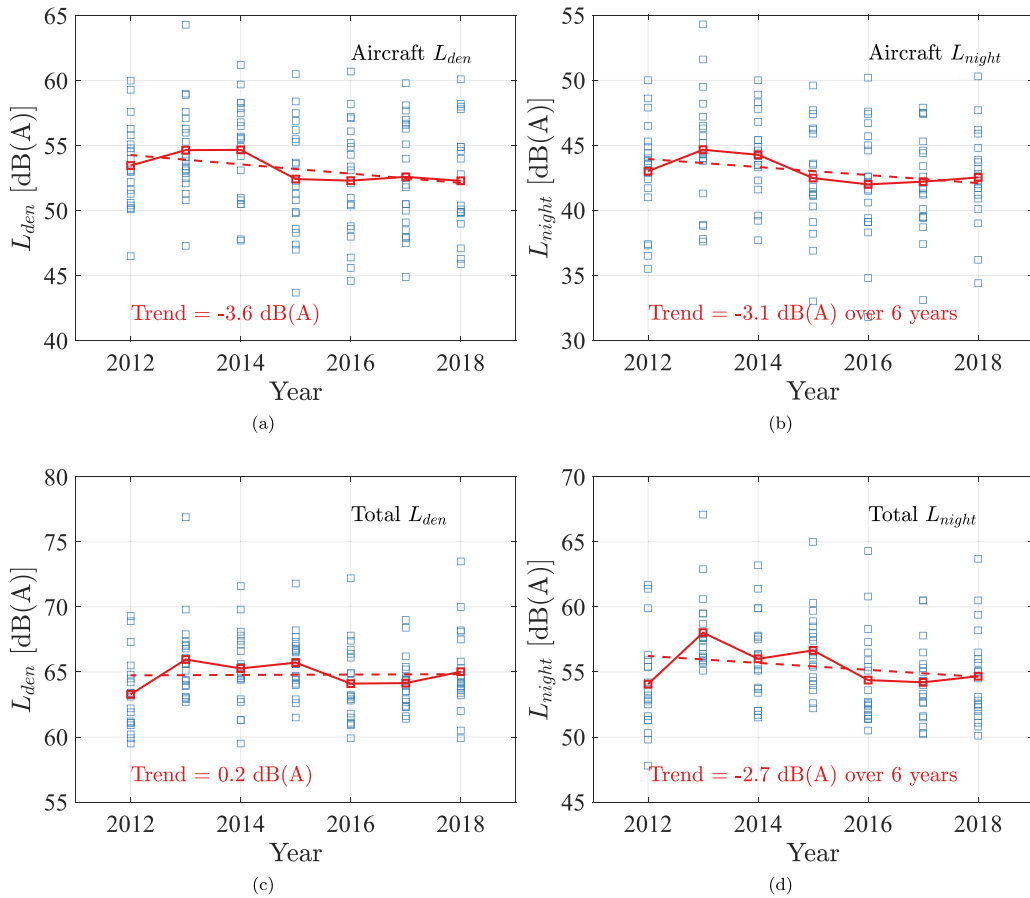 65
60
55
50
45
40
L_den [dB(A)]
Aircraft L_den
Trend = -3.6 dB(A)
2012 2014 2016 2018
Year
(a)
55
50
45
40
35
30
L_night [dB(A)]
Aircraft L_night
Trend = -3.1 dB(A) over 6 years
2012 2014 2016 2018
Year
(b)
80
75
70
65
60
55
L_den [dB(A)]
Total L_den
Trend = 0.2 dB(A)
2012 2014 2016 2018
Year
(c)
70
65
60
55
50
45
L_night [dB(A)]
Total L_night
Trend = -2.7 dB(A) over 6 years
2012 2014 2016 2018
Year
(d)